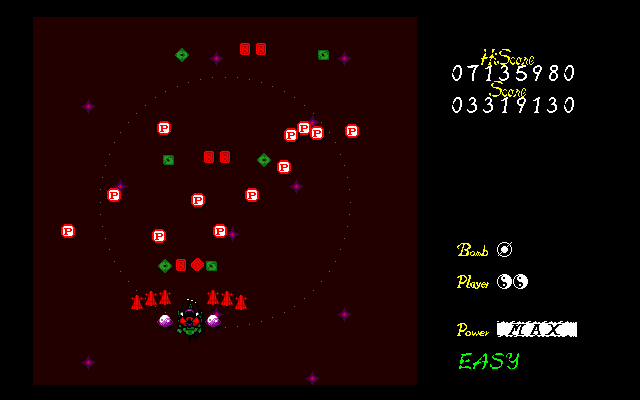 HiScore
07135980
Score
03319130
P
P P P P
P
P P P
P P P
Bomb
Player
Power MAX
EASY